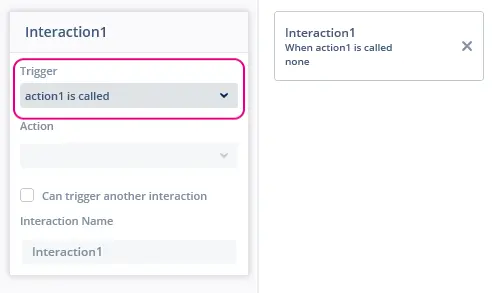 Interaction1
Trigger
action1 is called
Action
Can trigger another interaction
Interaction Name
Interaction1
Interaction1
When action1 is called
none